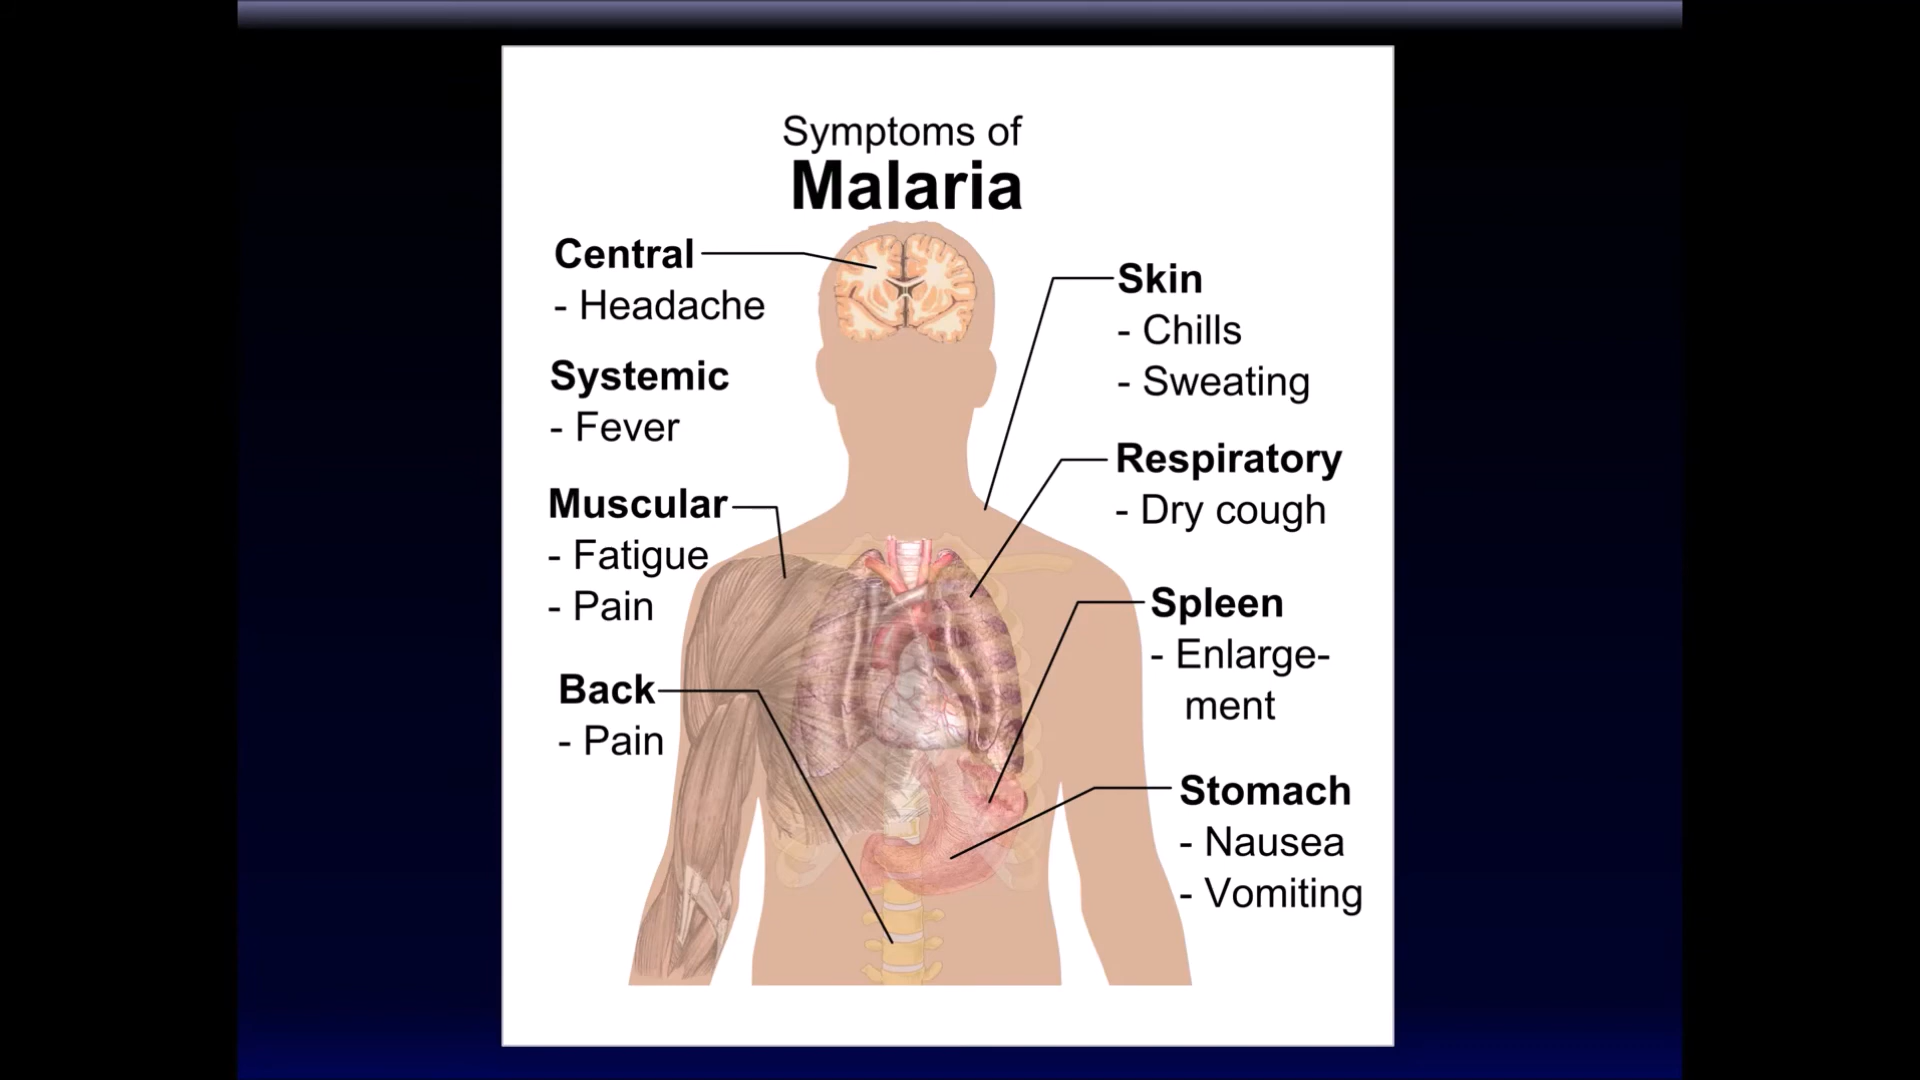 Symptoms of
Malaria
Central
- Headache
Systemic
- Fever
Muscular
- Fatigue
- Pain
Back
- Pain
Skin
- Chills
- Sweating
Respiratory
- Dry cough
Spleen
- Enlarge-
ment
Stomach
- Nausea
- Vomiting